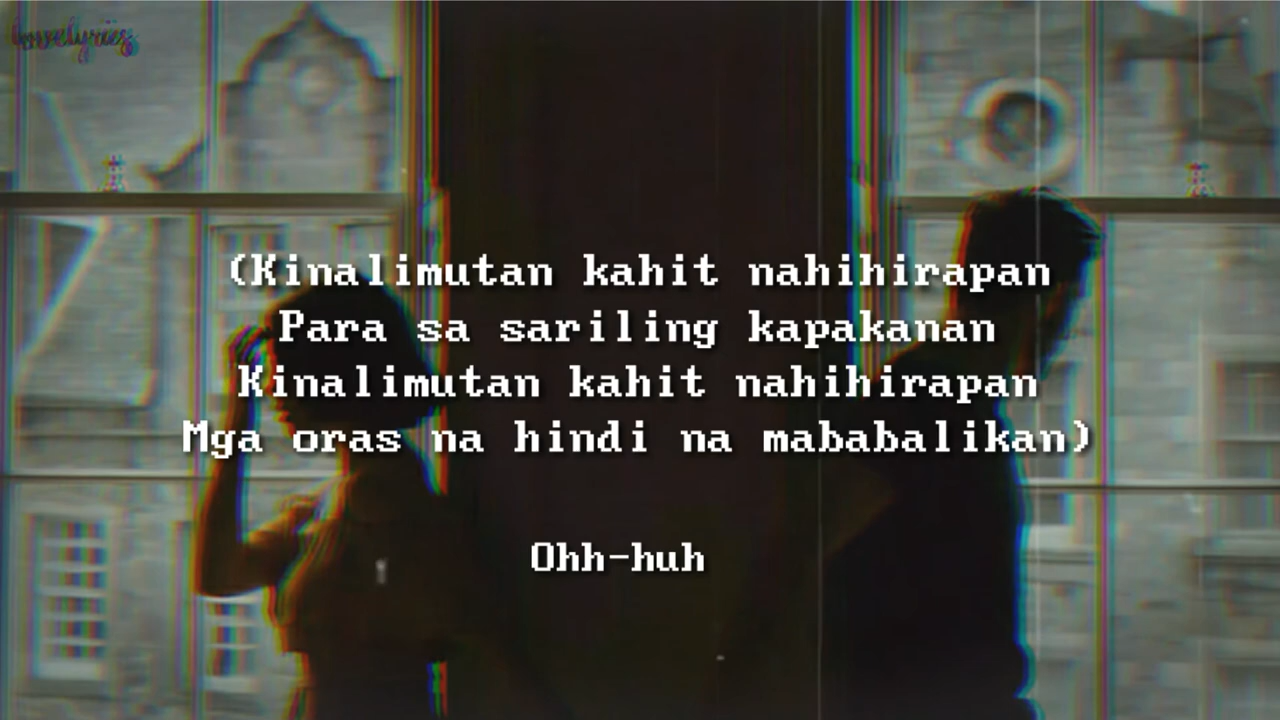 (Kinalimutan kahit nahihirapan
Para sa sariling kapakanan
Kinalimutan kahit nahihirapan
Mga oras na hindi na mababalikan)
Ohh-huh